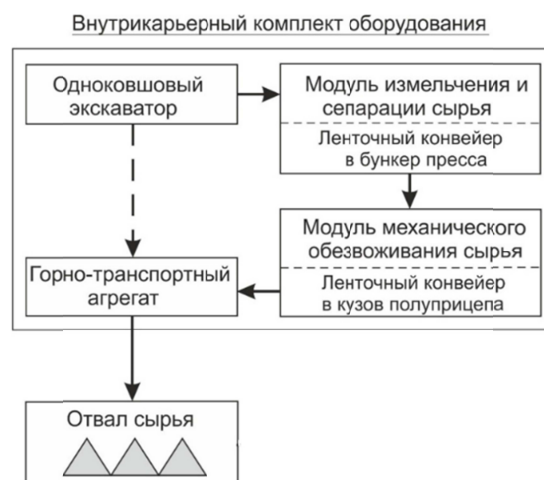 Внутрикарьерный комплект оборудования
Одноковшовый
экскаватор
Модуль измельчения и
сепарации сырья
Ленточный конвейер
в бункер пресса
Модуль механического
обезвоживания сырья
Ленточный конвейер
в кузов полуприцепа
Горно-транспортный
агрегат
Отвал сырья